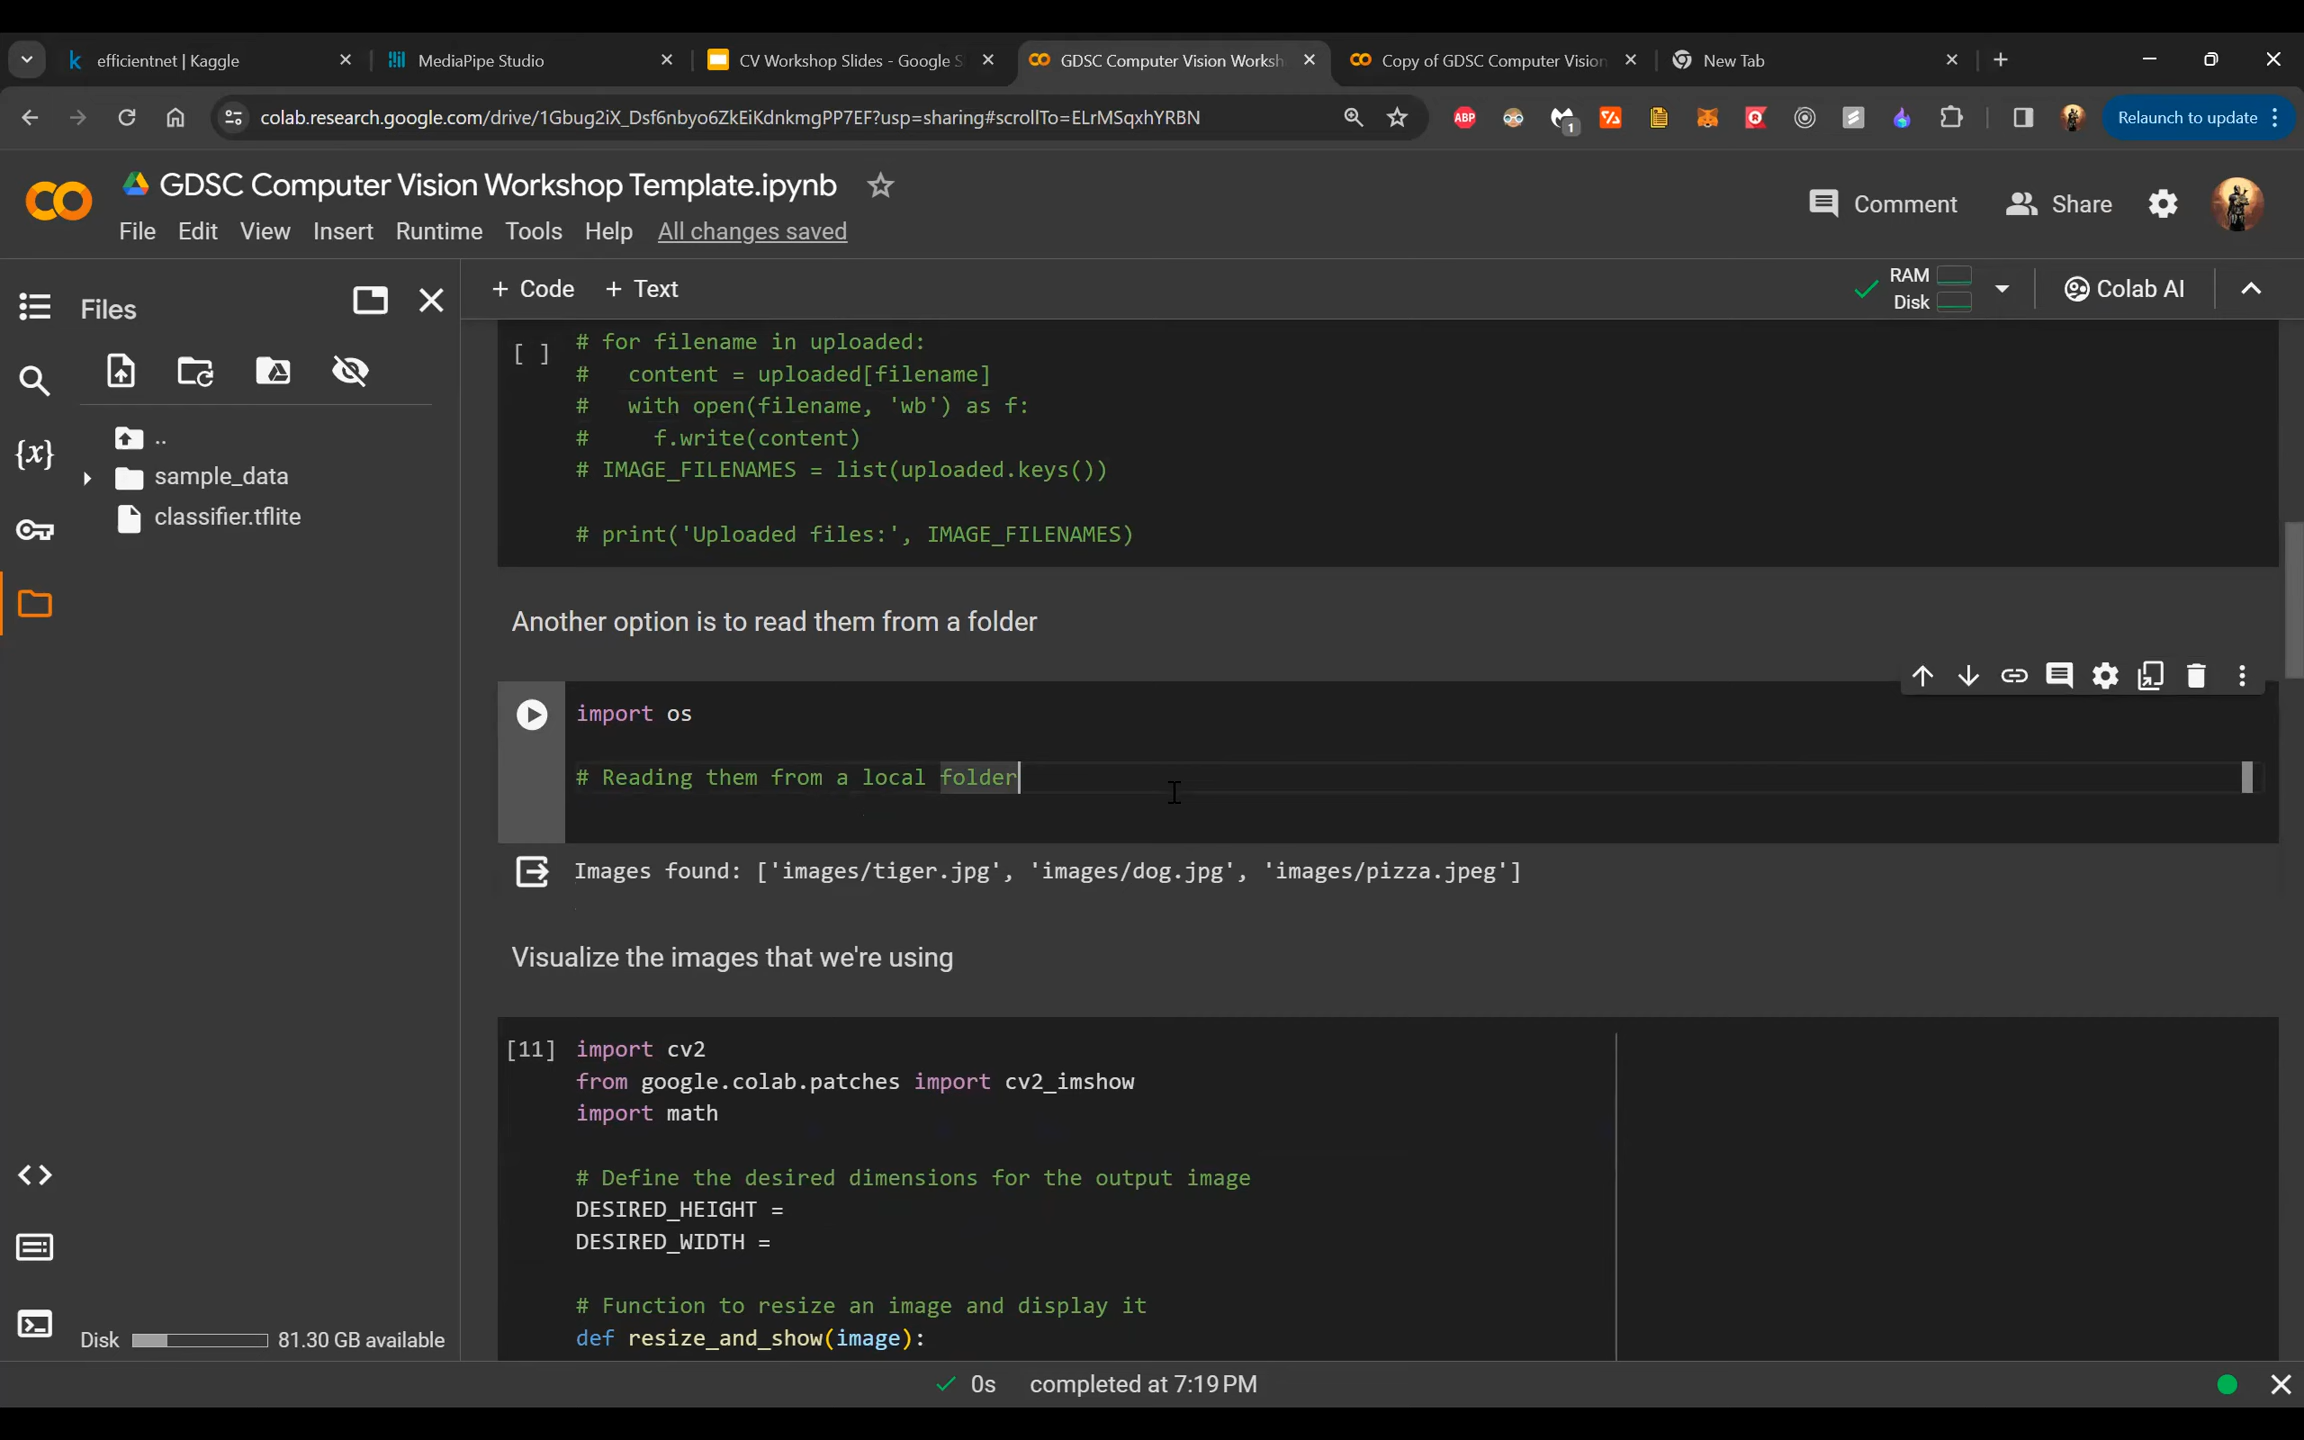 efficientnet | Kaggle
MediaPipe Studio
CV Workshop Slides - Google S
GDSC Computer Vision Worksh
Copy of GDSC Computer Vision
New Tab
colab.research.google.com/drive/1Gbug2iX_Dsf6nbyo6ZkEiKdnkmgPP7EF?usp=sharing#scrollTo=ELrMSqxhYRBN
ABP
1
Relaunch to update
GDSC Computer Vision Workshop Template.ipynb
Comment
Share
File Edit View Insert Runtime Tools Help All changes saved
Files
+ Code + Text
RAM
Disk
Colab AI
..
sample_data
classifier.tflite
{x}
Disk 81.30 GB available
[ ] # for filename in uploaded:
#   content = uploaded[filename]
#   with open(filename, 'wb') as f:
#     f.write(content)
# IMAGE_FILENAMES = list(uploaded.keys())
# print('Uploaded files:', IMAGE_FILENAMES)
Another option is to read them from a folder
import os
# Reading them from a local folder
Images found: ['images/tiger.jpg', 'images/dog.jpg', 'images/pizza.jpeg']
Visualize the images that we're using
[11] import cv2
from google.colab.patches import cv2_imshow
import math
# Define the desired dimensions for the output image
DESIRED_HEIGHT =
DESIRED_WIDTH =
# Function to resize an image and display it
def resize_and_show(image):
0s completed at 7:19 PM